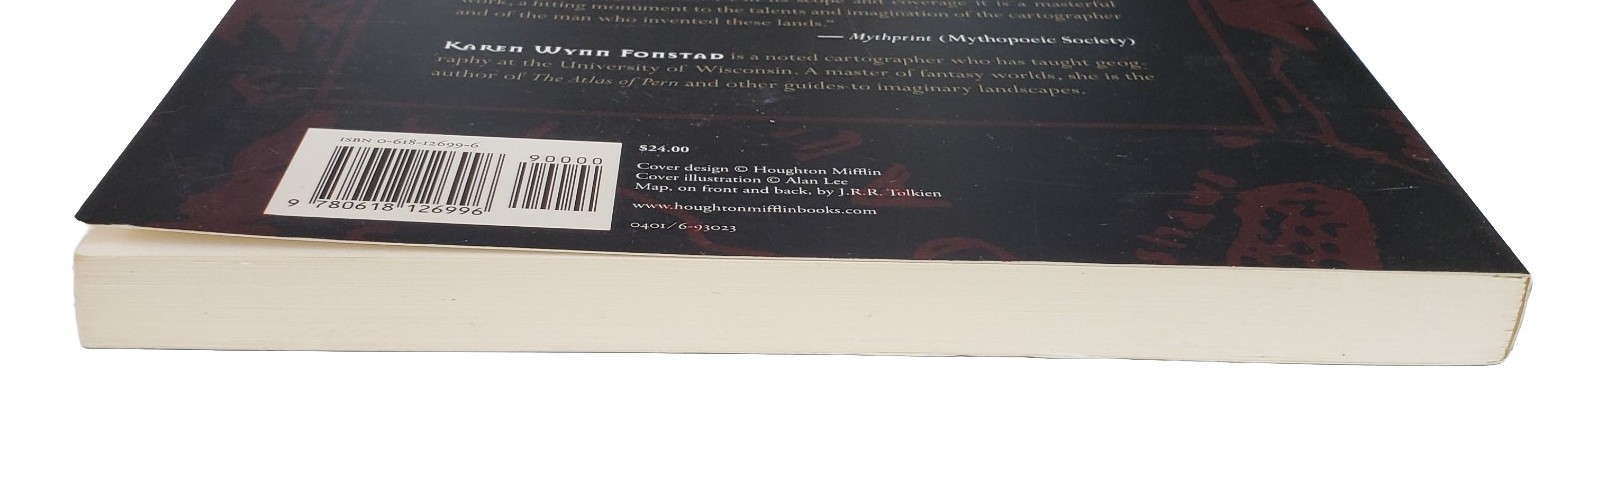 work, a fitting monument to the talents and imagination of the cartographer
and of the man who invented these lands."
— Mythprint (Mythopoeic Society)
KAREN WYNN FONSTAD is a noted cartographer who has taught geog-
raphy at the University of Wisconsin. A master of fantasy worlds, she is the
author of The Atlas of Pern and other guides to imaginary landscapes.
ISBN 0-618-12699-6
90000
9 780618 126996
$24.00
Cover design © Houghton Mifflin
Cover illustration © Alan Lee
Map, on front and back, by J.R.R. Tolkien
www.houghtonmifflinbooks.com
0401/6-93023